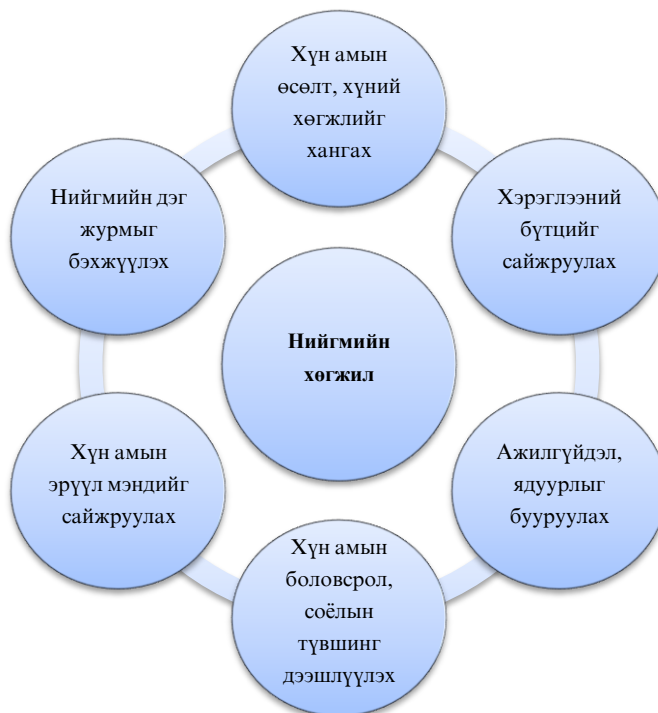 Хүн амын
өсөлт, хүний
хөгжлийг
хангах
Хэрэглээний
бүтцийг
сайжруулах
Ажилгүйдэл,
ядуурлыг
бууруулах
Хүн амын
боловсрол,
соёлын
түвшинг
дээшлүүлэх
Хүн амын
эрүүл мэндийг
сайжруулах
Нийгмийн дэг
журмыг
бэхжүүлэх
Нийгмийн
хөгжил